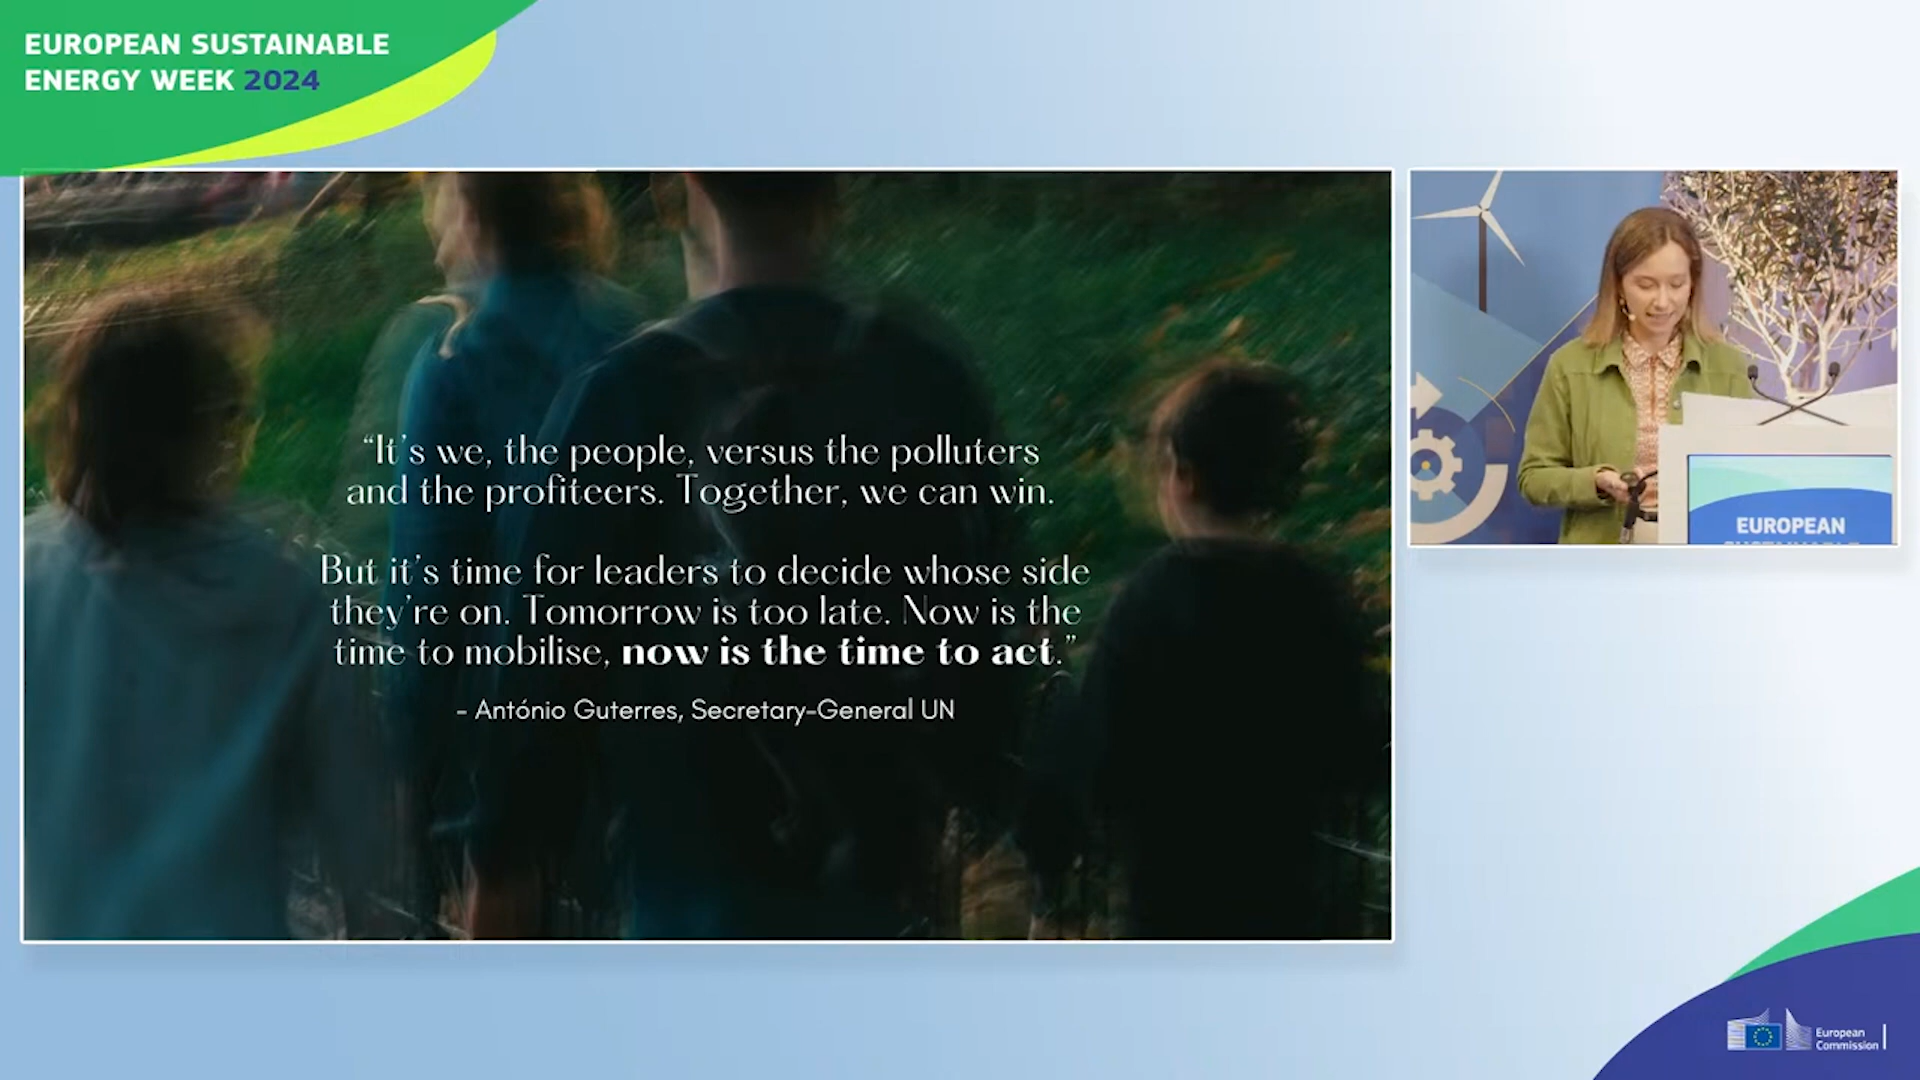 EUROPEAN SUSTAINABLE
ENERGY WEEK 2024
“It’s we, the people, versus the polluters
and the profiteers. Together, we can win.
But it’s time for leaders to decide whose side
they’re on. Tomorrow is too late. Now is the
time to mobilise, now is the time to act.”
- António Guterres, Secretary-General UN
EUROPEAN
European
Commission